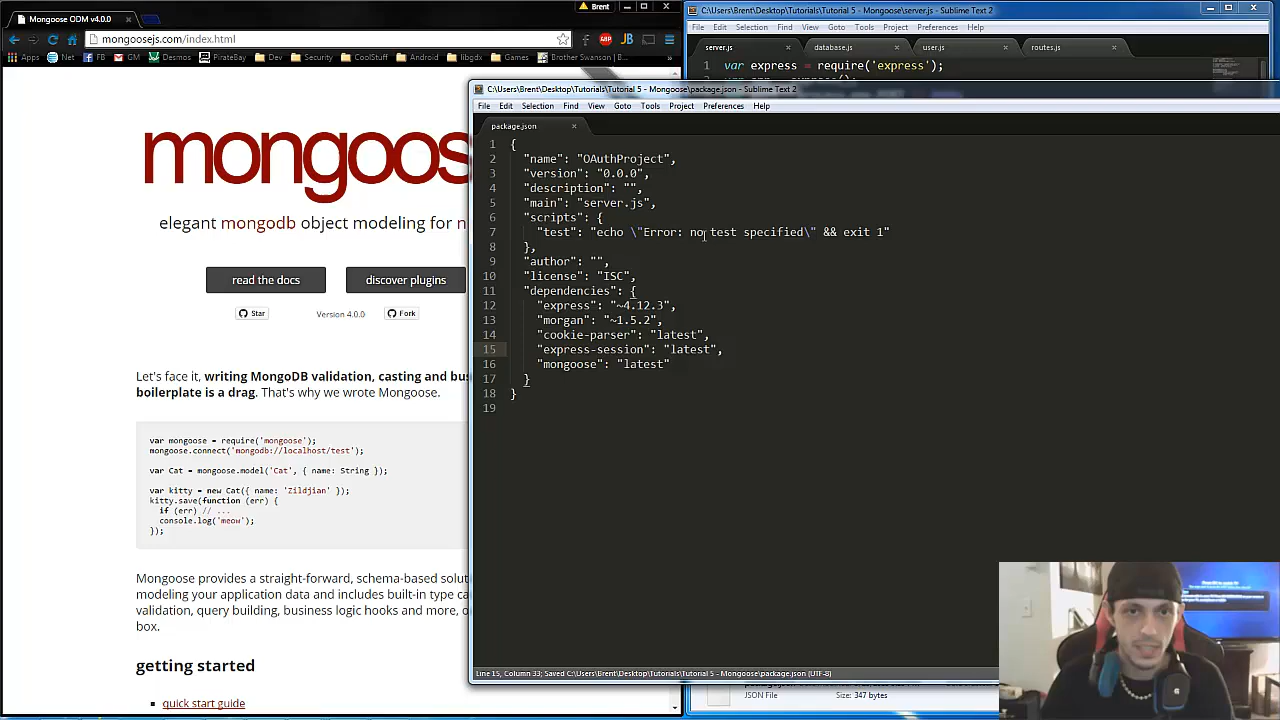 Mongoose ODM v4.0.0
Brent
mongoosejs.com/index.html
ABP
JB
Apps
Net
FB
GM
Desmos
PirateBay
Dev
Security
CoolStuff
Android
libgdx
Games
Brother Swanson ...
»
mongoos
elegant mongodb object modeling for n
read the docs
discover plugins
Star
Version 4.0.0
Fork
Let's face it, writing MongoDB validation, casting and bus
boilerplate is a drag. That's why we wrote Mongoose.
var mongoose = require('mongoose');
mongoose.connect('mongodb://localhost/test');
var Cat = mongoose.model('Cat', { name: String });
var kitty = new Cat({ name: 'Zildjian' });
kitty.save(function (err) {
if (err) // ...
console.log('meow');
});
Mongoose provides a straight-forward, schema-based solut
modeling your application data and includes built-in type ca
validation, query building, business logic hooks and more, o
box.
getting started
quick start guide
C:\Users\Brent\Desktop\Tutorials\Tutorial 5 - Mongoose\server.js - Sublime Text 2
File Edit Selection Find View Goto Tools Project Preferences Help
server.js
database.js
user.js
routes.js
1 var express = require('express');
C:\Users\Brent\Desktop\Tutorials\Tutorial 5 - Mongoose\package.json - Sublime Text 2
File Edit Selection Find View Goto Tools Project Preferences Help
package.json
1 {
2 "name": "OAuthProject",
3 "version": "0.0.0",
4 "description": "",
5 "main": "server.js",
6 "scripts": {
7 "test": "echo \"Error: no test specified\" && exit 1"
8 },
9 "author": "",
10 "license": "ISC",
11 "dependencies": {
12 "express": "~4.12.3",
13 "morgan": "~1.5.2",
14 "cookie-parser": "latest",
15 "express-session": "latest",
16 "mongoose": "latest"
17 }
18 }
19
Line 15, Column 33; Saved C:\Users\Brent\Desktop\Tutorials\Tutorial 5 - Mongoose\package.json (UTF-8)
JSON File
Size: 347 bytes